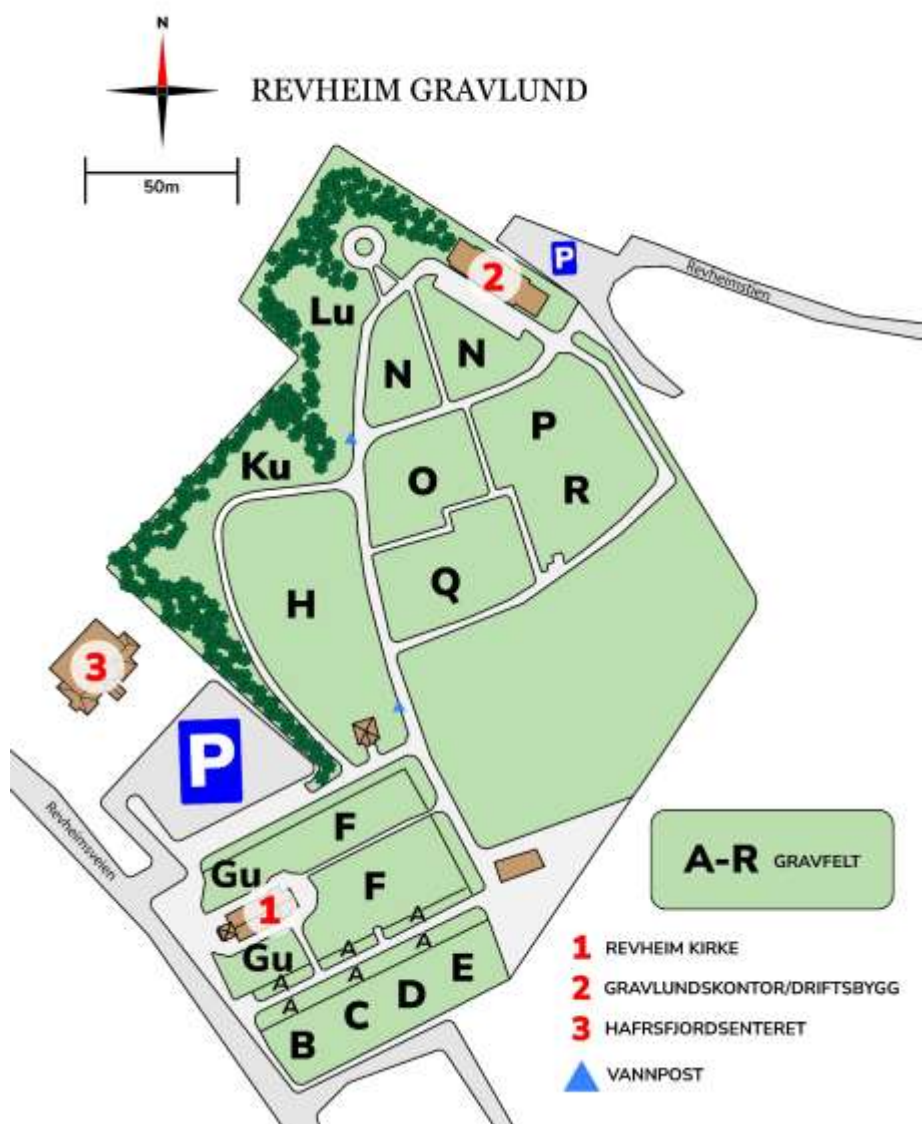 N
REVHEIM GRAVLUND
50m
P
2
Revheimstien
Lu
N
N
P
Ku
O
R
H
Q
3
P
Revheimsveien
F
Gu
F
1
Gu
A
A
A
A
A
A
B
C
D
E
A-R GRAVFELT
1 REVHEIM KIRKE
2 GRAVLUNDSKONTOR/DRIFTSBYGG
3 HAFRSFJORDSENTERET
VANNPOST